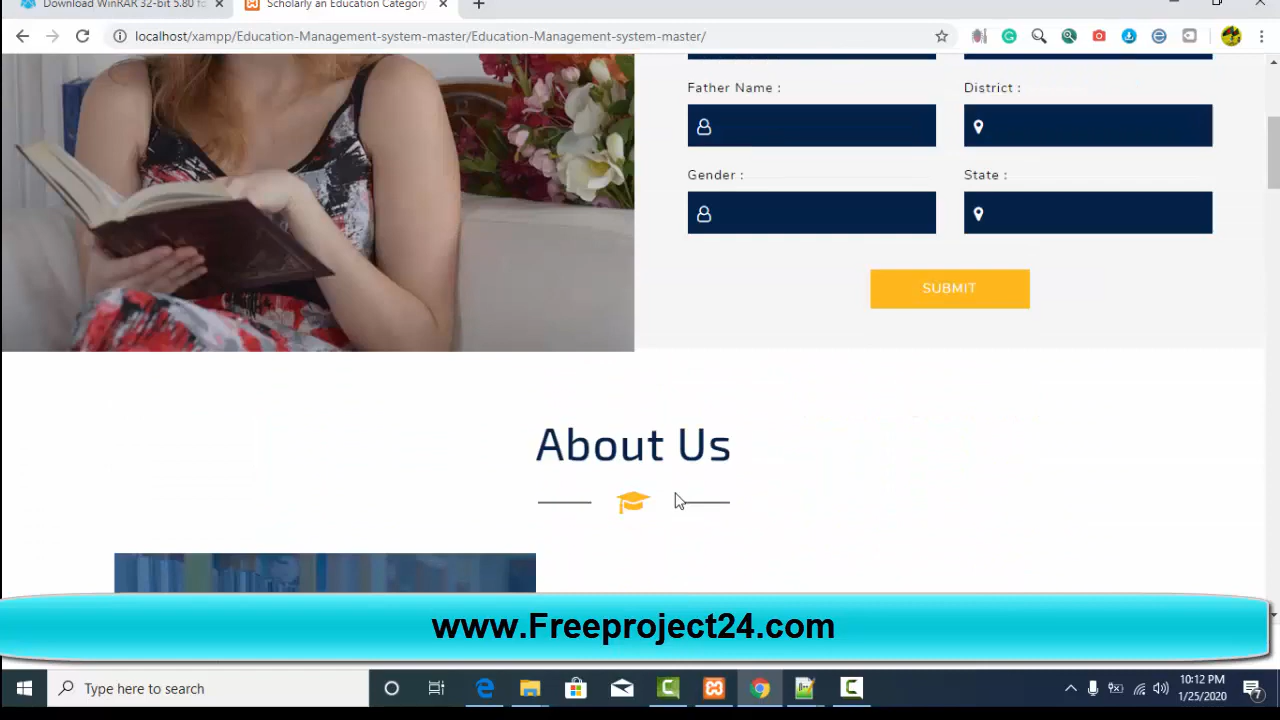 Download WinRAR 32-bit 5.80 fo
Scholarly an Education Category
localhost/xampp/Education-Management-system-master/Education-Management-system-master/
Father Name :
District :
Gender :
State :
SUBMIT
About Us
www.Freeproject24.com
Type here to search
10:12 PM
1/25/2020
7